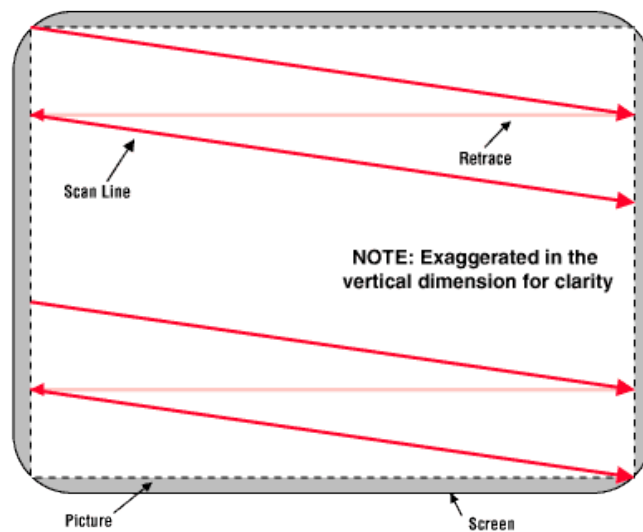 Retrace
Scan Line
NOTE: Exaggerated in the
vertical dimension for clarity
Picture
Screen